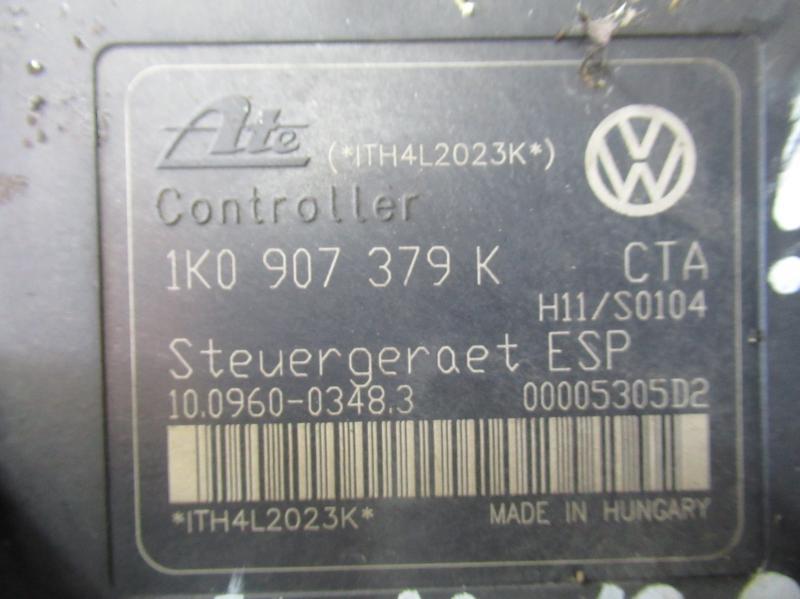 Ate (*ITH4L2023K*)
Controller
1K0 907 379 K CTA
H11/S0104
Steuergeraet ESP
10.0960-0348.3 00005305D2
*ITH4L2023K* MADE IN HUNGARY